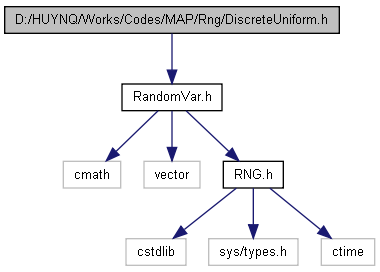 D:/HUYNQ/Works/Codes/MAP/Rng/DiscreteUniform.h
RandomVar.h
cmath
vector
RNG.h
cstdlib
sys/types.h
ctime